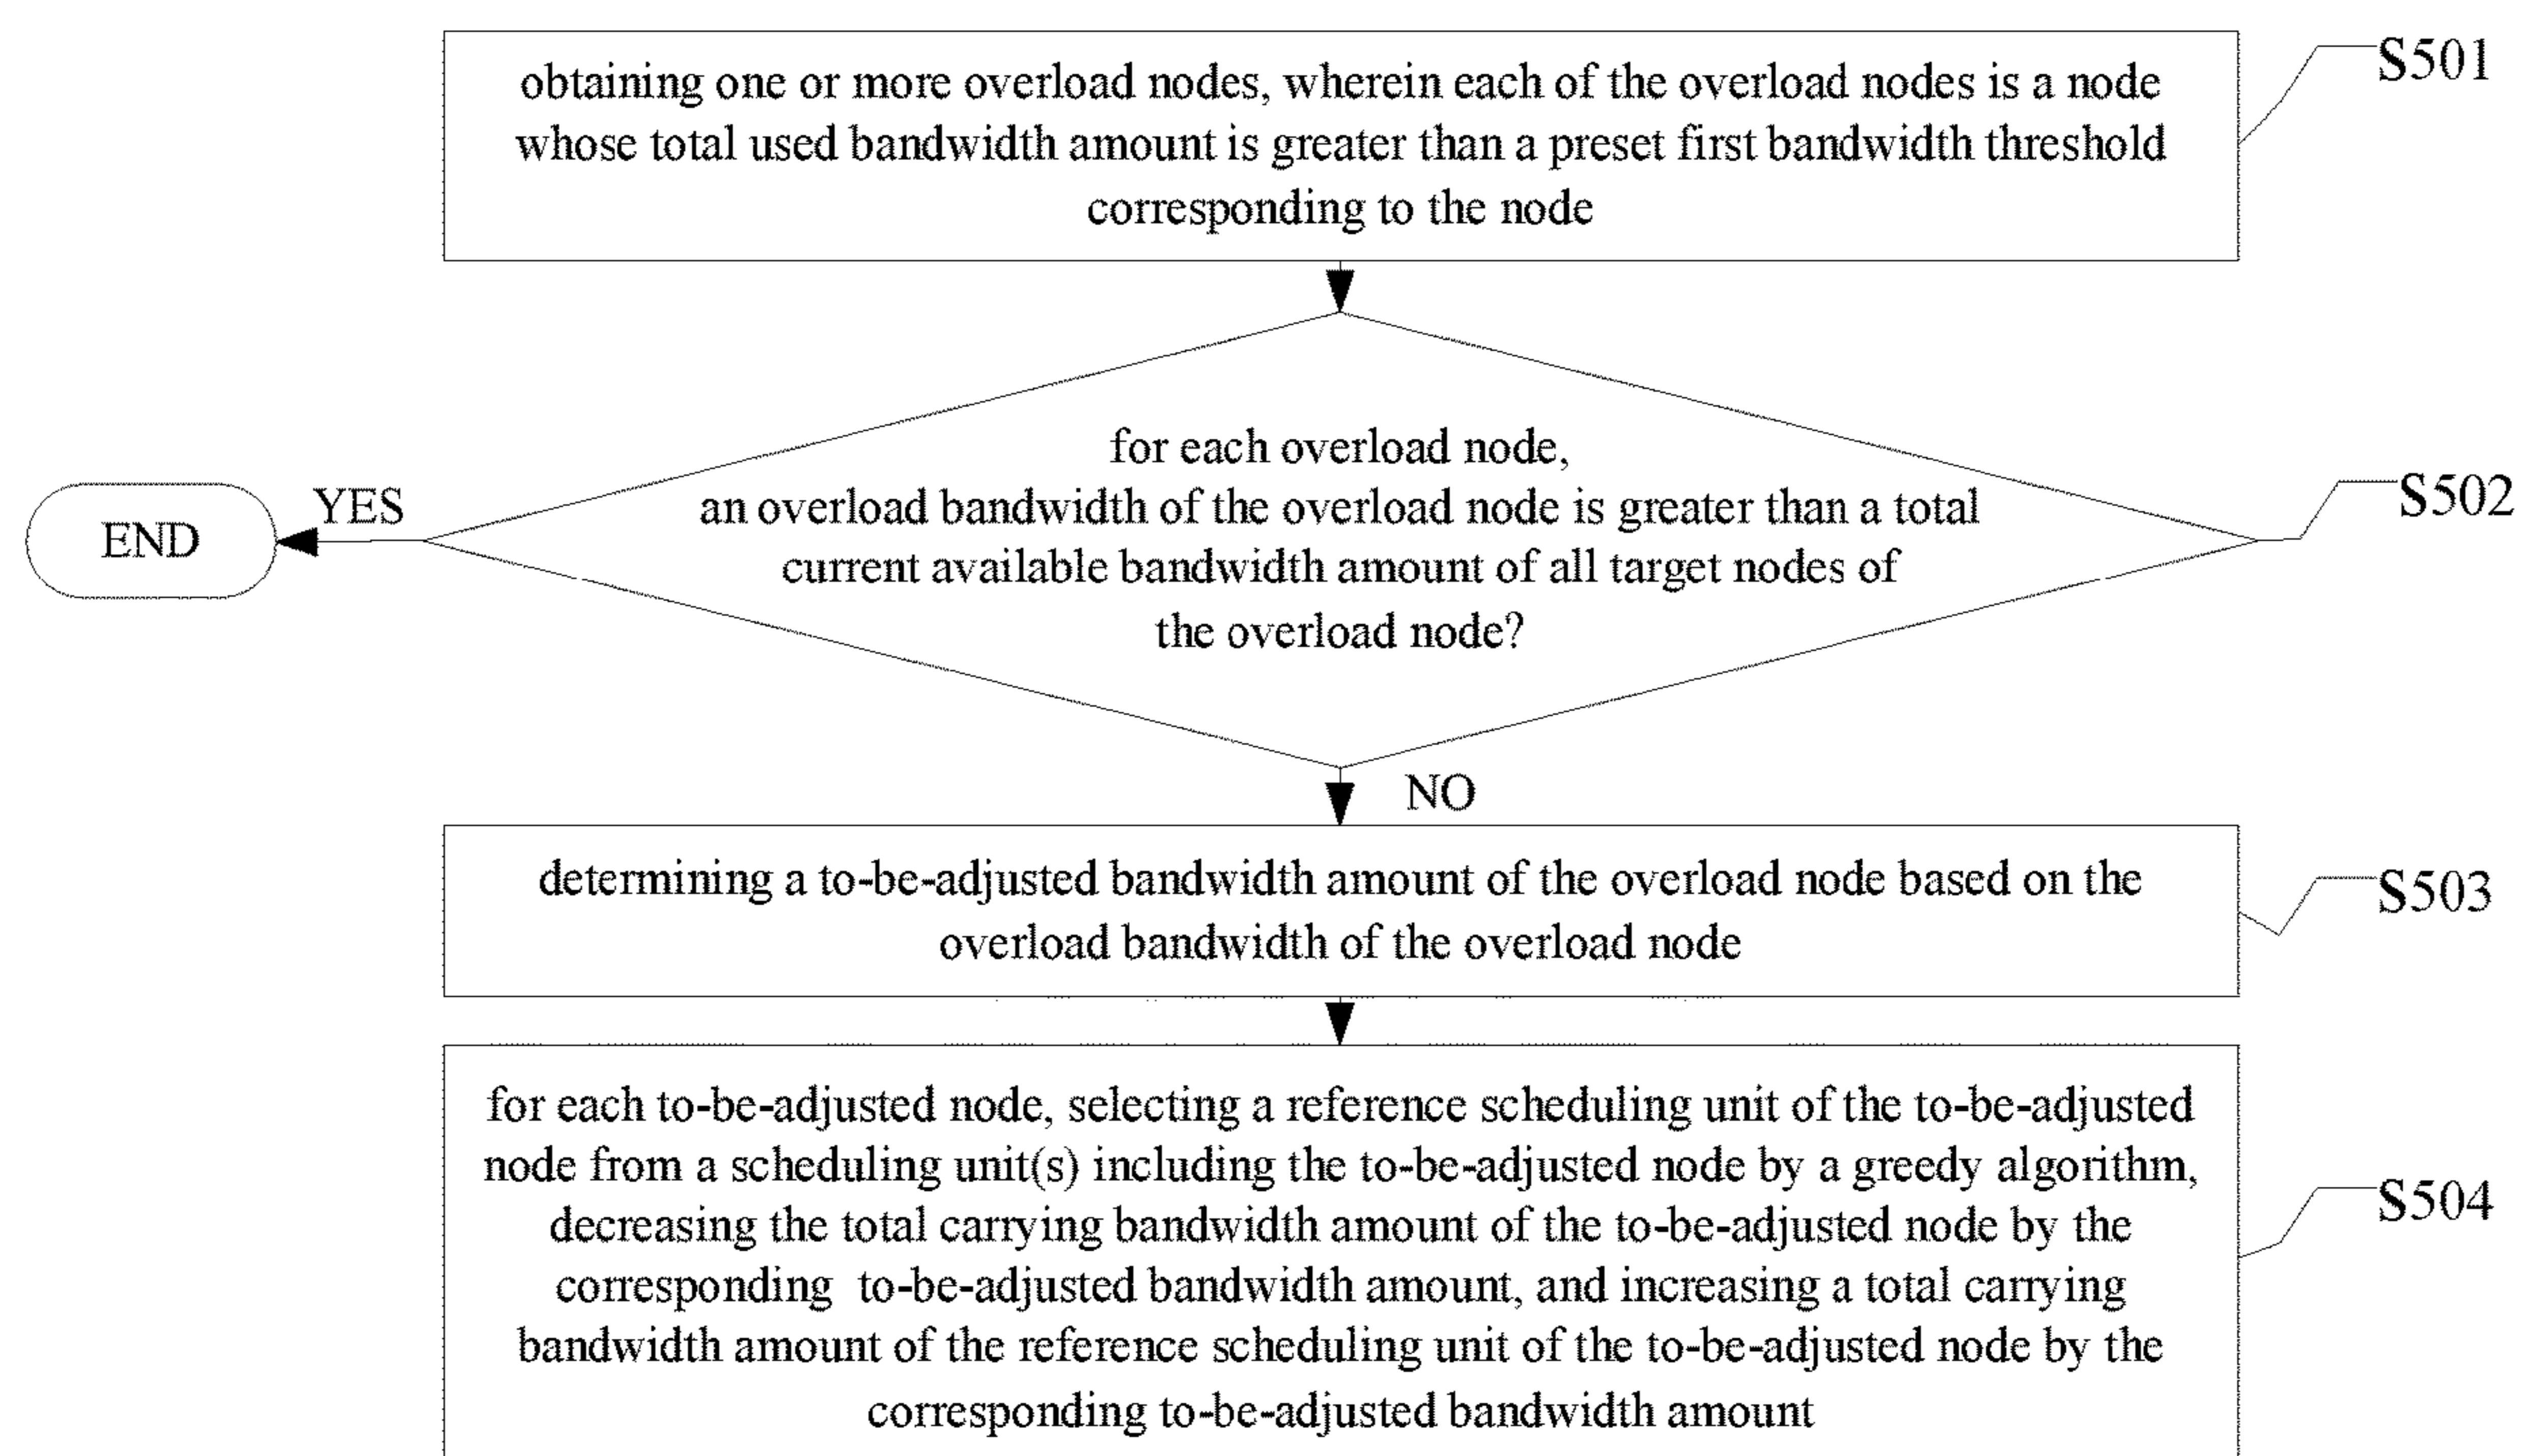 obtaining one or more overload nodes, wherein each of the overload nodes is a node
whose total used bandwidth amount is greater than a preset first bandwidth threshold
corresponding to the node
S501
for each overload node,
an overload bandwidth of the overload node is greater than a total
current available bandwidth amount of all target nodes of
the overload node?
S502
YES
END
NO
determining a to-be-adjusted bandwidth amount of the overload node based on the
overload bandwidth of the overload node
S503
for each to-be-adjusted node, selecting a reference scheduling unit of the to-be-adjusted
node from a scheduling unit(s) including the to-be-adjusted node by a greedy algorithm,
decreasing the total carrying bandwidth amount of the to-be-adjusted node by the
corresponding to-be-adjusted bandwidth amount, and increasing a total carrying
bandwidth amount of the reference scheduling unit of the to-be-adjusted node by the
corresponding to-be-adjusted bandwidth amount
S504